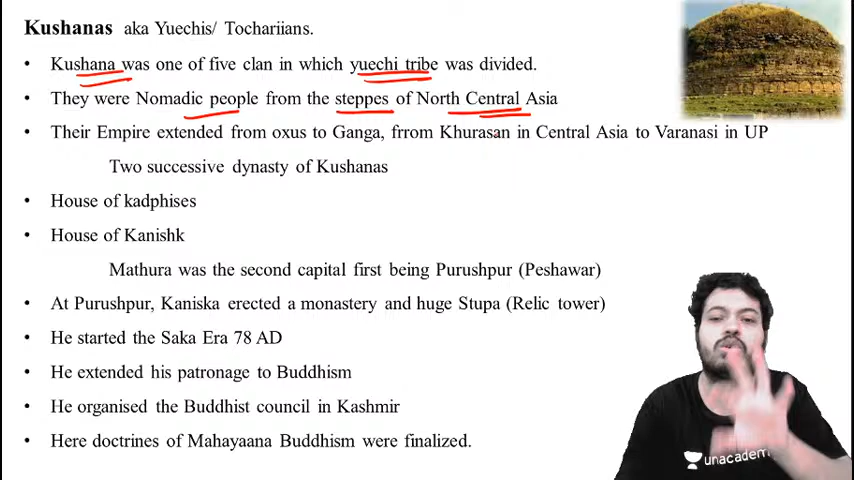 Kushanas aka Yuechis/ Tochariians.
• Kushana was one of five clan in which yuechi tribe was divided.
• They were Nomadic people from the steppes of North Central Asia
• Their Empire extended from oxus to Ganga, frrom Khurasan in Central Asia to Varanasi in UP
Two successive dynasty of Kushanas
• House of kadphises
• House of Kanishk
Mathura was the second capital first being Purushpur (Peshawar)
• At Purushpur, Kaniska erected a monastery and huge Stupa (Relic tower)
• He started the Saka Era 78 AD
• He extended his patronage to Buddhism
• He organised the Buddhist council in Kashmir
• Here doctrines of Mahayaana Buddhism were finalized.
unacadem